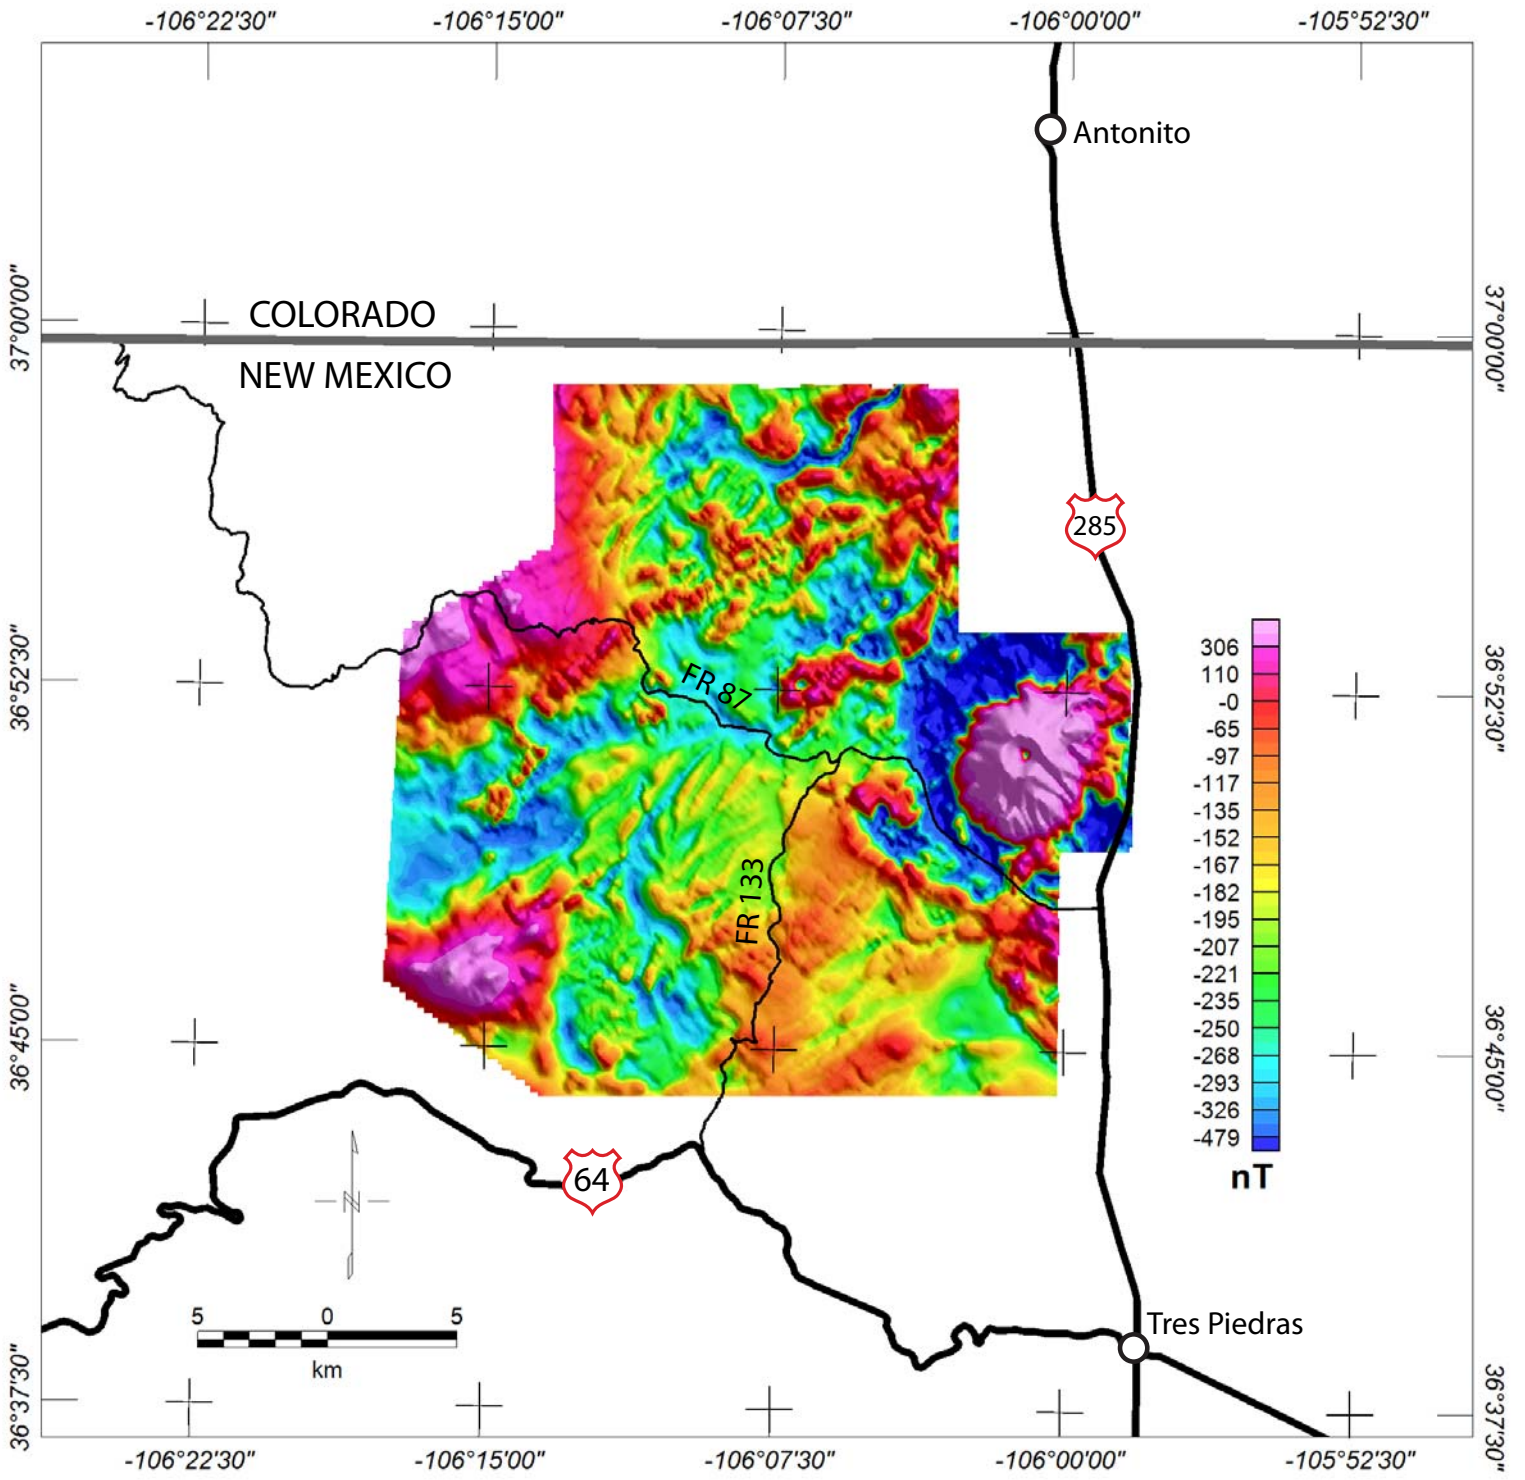 -106°22'30" -106°15'00" -106°07'30" -106°00'00" -105°52'30"
Antonito
37°00'00"
37°00'00"
COLORADO
NEW MEXICO
285
306
110
-0
-65
-97
-117
-135
-152
-167
-182
-195
-207
-221
-235
-250
-268
-293
-326
-479
nT
36°52'30"
36°52'30"
FR 87
FR 133
36°45'00"
36°45'00"
64
N
5 0 5
km
Tres Piedras
36°37'30"
36°37'30"
-106°22'30" -106°15'00" -106°07'30" -106°00'00" -105°52'30"